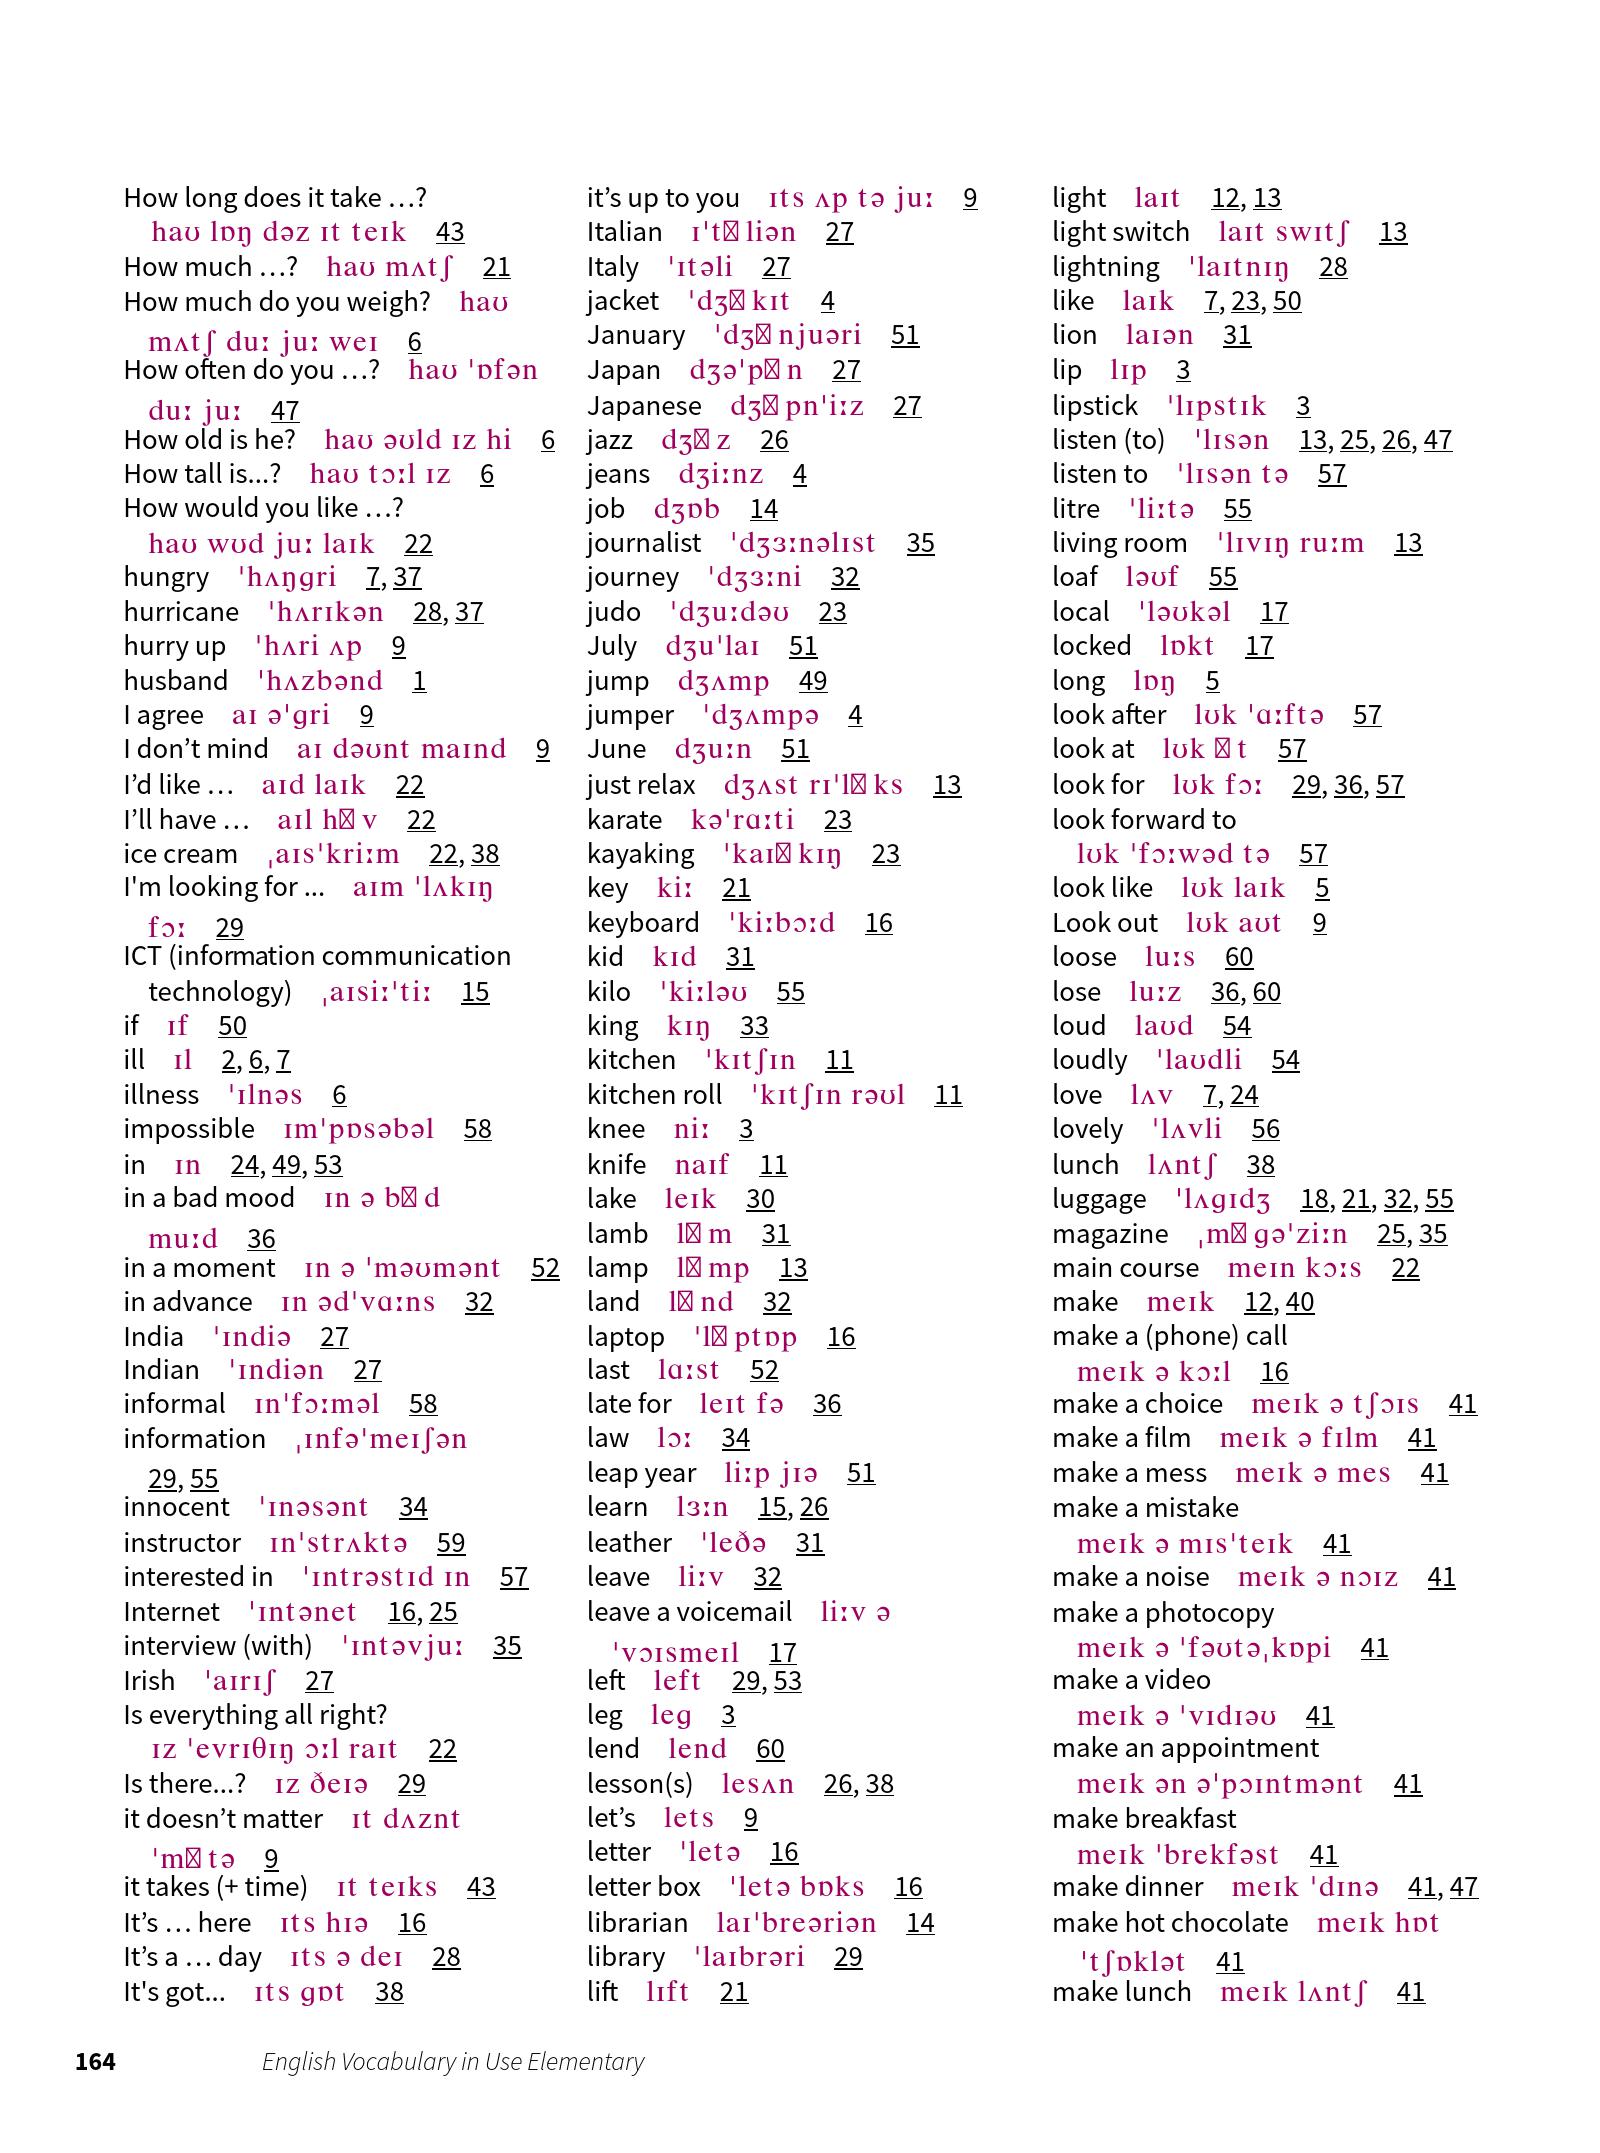 How long does it take …?
haʊ lɒŋ dəz ɪt teɪk 43
How much …? haʊ mʌtʃ 21
How much do you weigh? haʊ
mʌtʃ duː juː weɪ 6
How often do you …? haʊ ˈɒfən
duː juː 47
How old is he? haʊ əʊld ɪz hi 6
How tall is...? haʊ tɔːl ɪz 6
How would you like …?
haʊ wʊd juː laɪk 22
hungry ˈhʌŋgri 7, 37
hurricane ˈhʌrɪkən 28, 37
hurry up ˈhʌri ʌp 9
husband ˈhʌzbənd 1
I agree aɪ əˈgri 9
I don’t mind aɪ dəʊnt maɪnd 9
I’d like … aɪd laɪk 22
I’ll have … aɪl h v 22
ice cream ˌaɪsˈkriːm 22, 38
I'm looking for ... aɪm ˈlʌkɪŋ
fɔː 29
ICT (information communication
technology) ˌaɪsiːˈtiː 15
if ɪf 50
ill ɪl 2, 6, 7
illness ˈɪlnəs 6
impossible ɪmˈpɒsəbəl 58
in ɪn 24, 49, 53
in a bad mood ɪn ə b d
muːd 36
in a moment ɪn ə ˈməʊmənt 52
in advance ɪn ədˈvɑːns 32
India ˈɪndiə 27
Indian ˈɪndiən 27
informal ɪnˈfɔːməl 58
information ˌɪnfəˈmeɪʃən
29, 55
innocent ˈɪnəsənt 34
instructor ɪnˈstrʌktə 59
interested in ˈɪntrəstɪd ɪn 57
Internet ˈɪntənet 16, 25
interview (with) ˈɪntəvjuː 35
Irish ˈaɪrɪʃ 27
Is everything all right?
ɪz ˈevrɪθɪŋ ɔːl raɪt 22
Is there...? ɪz ðeɪə 29
it doesn’t matter ɪt dʌznt
ˈm tə 9
it takes (+ time) ɪt teɪks 43
It’s … here ɪts hɪə 16
It’s a … day ɪts ə deɪ 28
It's got... ɪts gɒt 38
it’s up to you ɪts ʌp tə juː 9
Italian ɪˈt liən 27
Italy ˈɪtəli 27
jacket ˈdʒ kɪt 4
January ˈdʒ njuəri 51
Japan dʒəˈp n 27
Japanese dʒ pnˈiːz 27
jazz dʒ z 26
jeans dʒiːnz 4
job dʒɒb 14
journalist ˈdʒɜːnəlɪst 35
journey ˈdʒɜːni 32
judo ˈdʒuːdəʊ 23
July dʒuˈlaɪ 51
jump dʒʌmp 49
jumper ˈdʒʌmpə 4
June dʒuːn 51
just relax dʒʌst rɪˈl ks 13
karate kəˈrɑːti 23
kayaking ˈkaɪ kɪŋ 23
key kiː 21
keyboard ˈkiːbɔːd 16
kid kɪd 31
kilo ˈkiːləʊ 55
king kɪŋ 33
kitchen ˈkɪtʃɪn 11
kitchen roll ˈkɪtʃɪn rəʊl 11
knee niː 3
knife naɪf 11
lake leɪk 30
lamb l m 31
lamp l mp 13
land l nd 32
laptop ˈl ptɒp 16
last lɑːst 52
late for leɪt fə 36
law lɔː 34
leap year liːp jɪə 51
learn lɜːn 15, 26
leather ˈleðə 31
leave liːv 32
leave a voicemail liːv ə
ˈvɔɪsmeɪl 17
left left 29, 53
leg leg 3
lend lend 60
lesson(s) lesʌn 26, 38
let’s lets 9
letter ˈletə 16
letter box ˈletə bɒks 16
librarian laɪˈbreəriən 14
library ˈlaɪbrəri 29
lift lɪft 21
light laɪt 12, 13
light switch laɪt swɪtʃ 13
lightning ˈlaɪtnɪŋ 28
like laɪk 7, 23, 50
lion laɪən 31
lip lɪp 3
lipstick ˈlɪpstɪk 3
listen (to) ˈlɪsən 13, 25, 26, 47
listen to ˈlɪsən tə 57
litre ˈliːtə 55
living room ˈlɪvɪŋ ruːm 13
loaf ləʊf 55
local ˈləʊkəl 17
locked lɒkt 17
long lɒŋ 5
look after lʊk ˈɑːftə 57
look at lʊk t 57
look for lʊk fɔː 29, 36, 57
look forward to
lʊk ˈfɔːwəd tə 57
look like lʊk laɪk 5
Look out lʊk aʊt 9
loose luːs 60
lose luːz 36, 60
loud laʊd 54
loudly ˈlaʊdli 54
love lʌv 7, 24
lovely ˈlʌvli 56
lunch lʌntʃ 38
luggage ˈlʌgɪdʒ 18, 21, 32, 55
magazine ˌm gəˈziːn 25, 35
main course meɪn kɔːs 22
make meɪk 12, 40
make a (phone) call
meɪk ə kɔːl 16
make a choice meɪk ə tʃɔɪs 41
make a film meɪk ə fɪlm 41
make a mess meɪk ə mes 41
make a mistake
meɪk ə mɪsˈteɪk 41
make a noise meɪk ə nɔɪz 41
make a photocopy
meɪk ə ˈfəʊtəˌkɒpi 41
make a video
meɪk ə ˈvɪdɪəʊ 41
make an appointment
meɪk ən əˈpɔɪntmənt 41
make breakfast
meɪk ˈbrekfəst 41
make dinner meɪk ˈdɪnə 41, 47
make hot chocolate meɪk hɒt
ˈtʃɒklət 41
make lunch meɪk lʌntʃ 41
164 English Vocabulary in Use Elementary